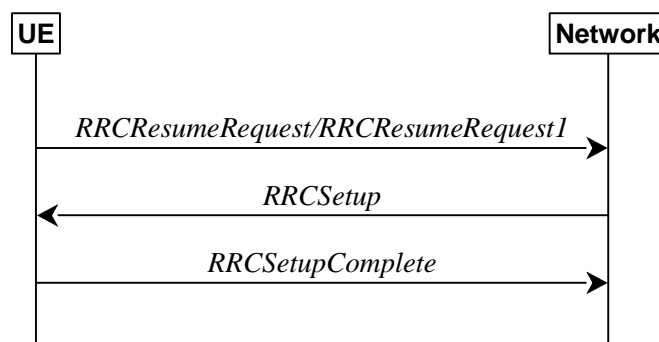 UE Network
RRCResumeRequest/RRCResumeRequest1
RRCSetup
RRCSetupComplete